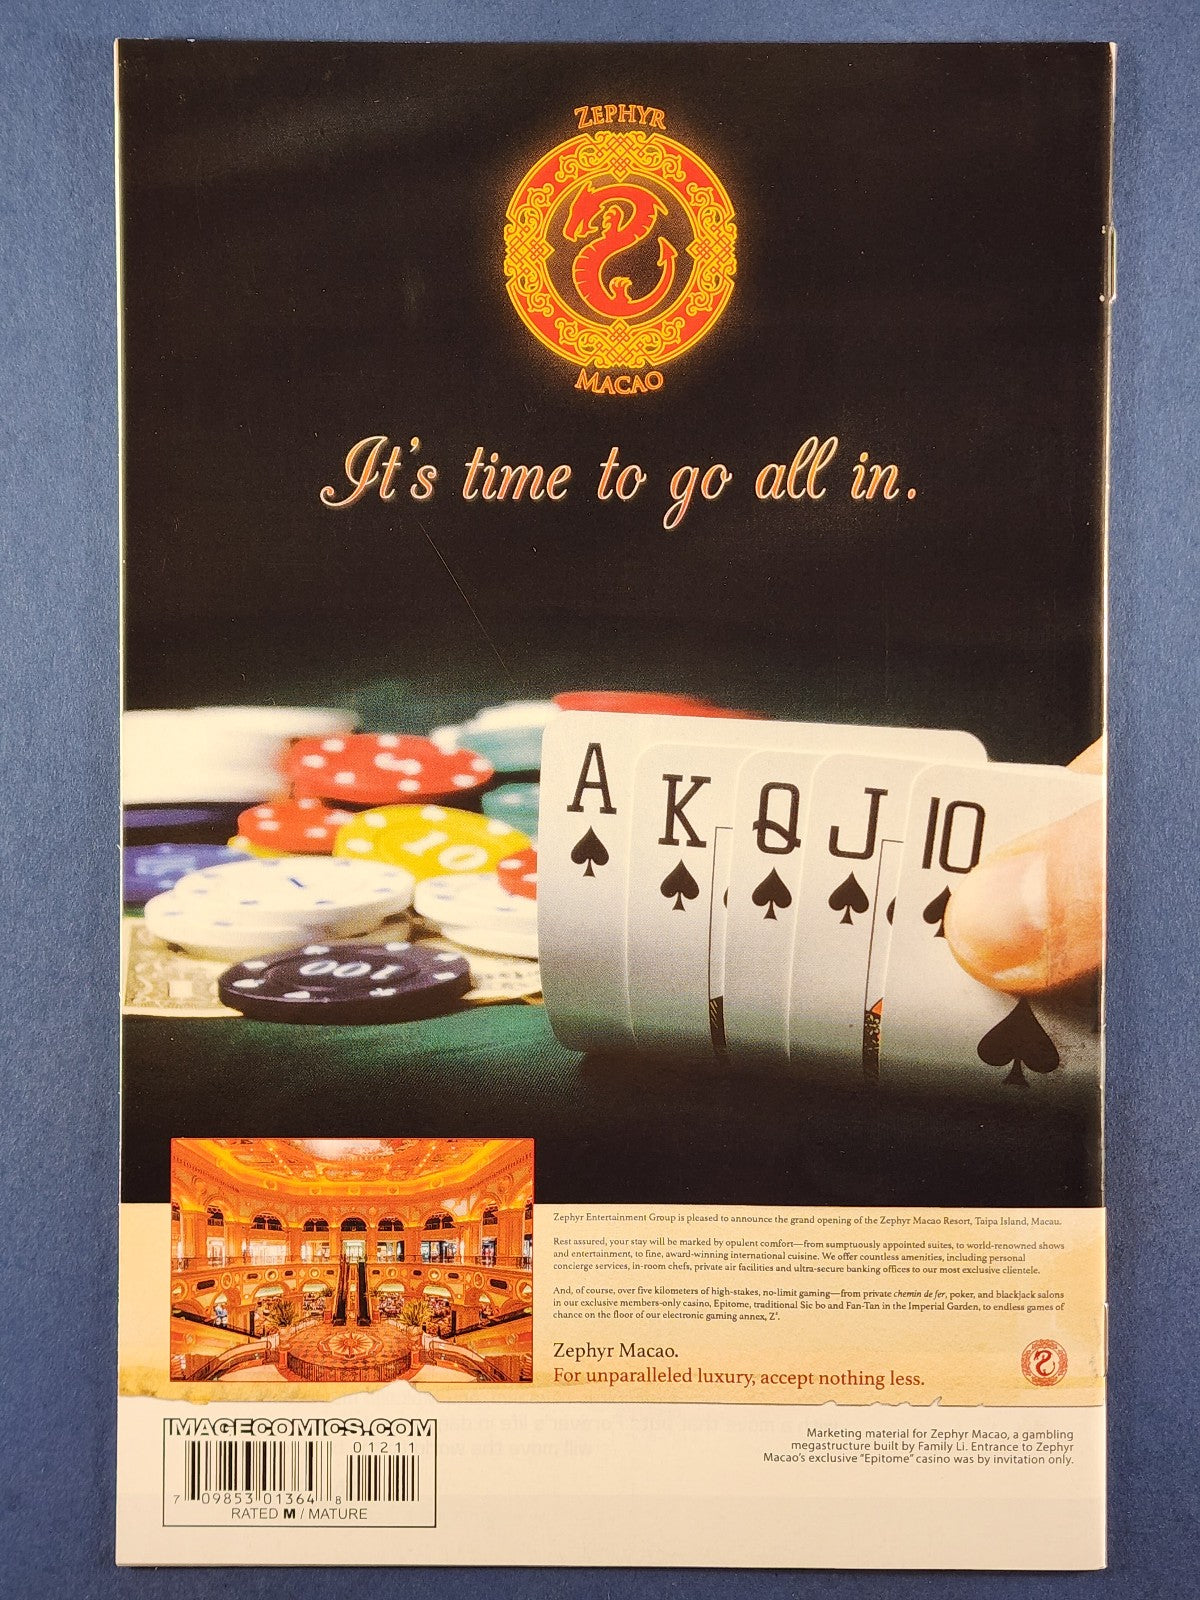 ZEPHYR
MACAO
It's time to go all in.
A K Q J 10
10
100
Zephyr Entertainment Group is pleased to announce the grand opening of the Zephyr Macao Resort, Taipa Island, Macau.
Rest assured, your stay will be marked by opulent comfort—from sumptuously appointed suites, to world-renowned shows
and entertainment, to fine, award-winning international cuisine. We offer countless amenities, including personal
concierge services, in-room chefs, private air facilities and ultra-secure banking offices to our most exclusive clientele.
And, of course, over five kilometers of high-stakes, no-limit gaming—from private chemin de fer, poker, and blackjack salons
in our exclusive members-only casino, Epitome, traditional Sic bo and Fan-Tan in the Imperial Garden, to endless games of
chance on the floor of our electronic gaming annex,
Zephyr Macao.
For unparalleled luxury, accept nothing less.
IMAGECOMICS.COM
01211
7 09853 01364 8
RATED M / MATURE
Marketing material for Zephyr Macao, a gambling
megastructure built by Family Li. Entrance to Zephyr
Macao's exclusive "Epitome" casino was by invitation only.